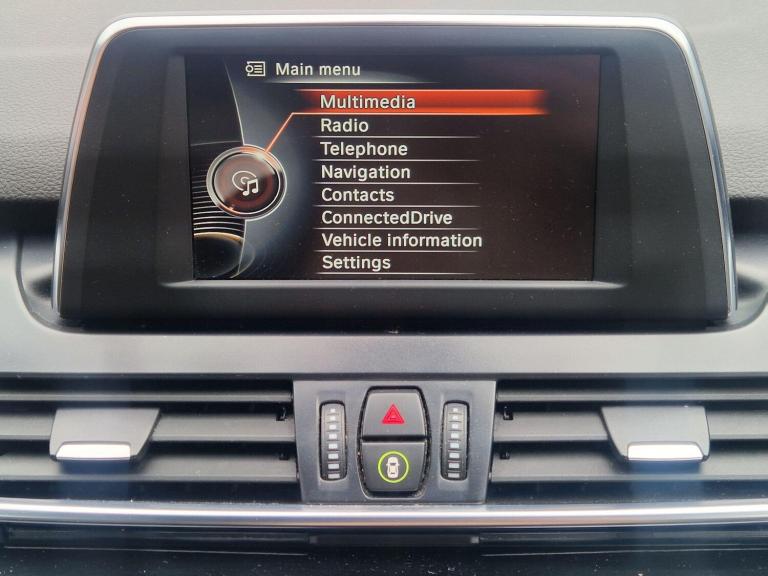 Main menu
Multimedia
Radio
Telephone
Navigation
Contacts
ConnectedDrive
Vehicle information
Settings